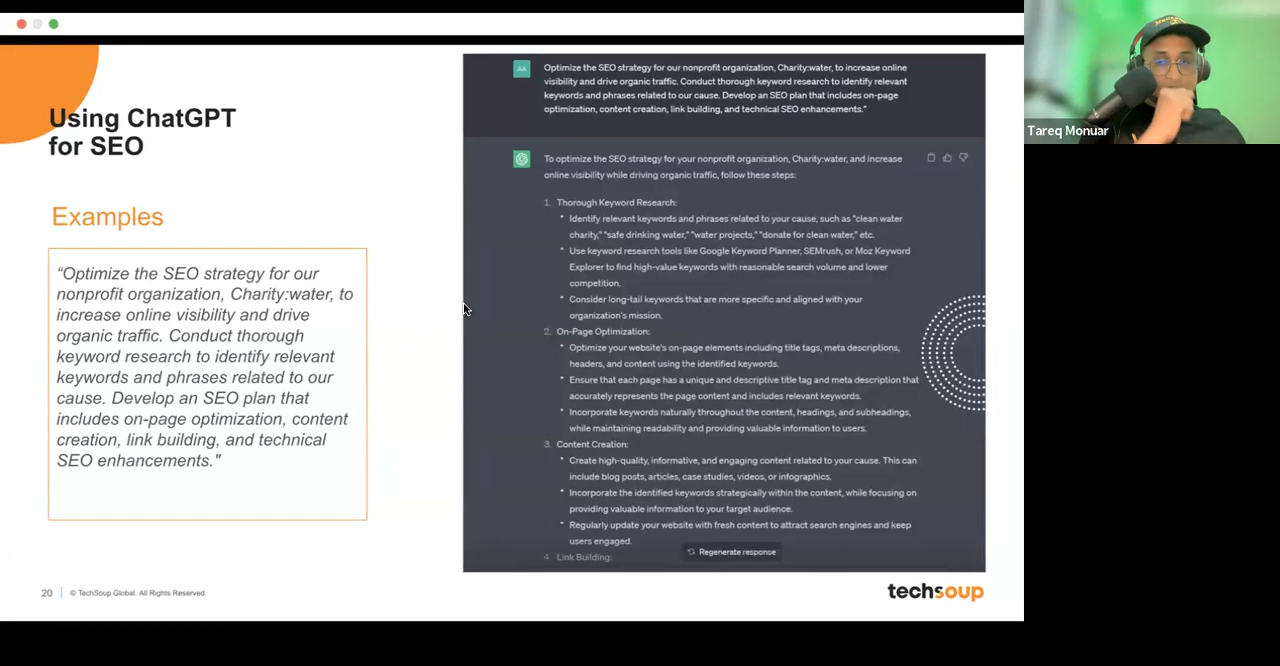 Using ChatGPT
for SEO
Examples
“Optimize the SEO strategy for our
nonprofit organization, Charity:water, to
increase online visibility and drive
organic traffic. Conduct thorough
keyword research to identify relevant
keywords and phrases related to our
cause. Develop an SEO plan that
includes on-page optimization, content
creation, link building, and technical
SEO enhancements."
AA
Optimize the SEO strategy for our nonprofit organization, Charity:water, to increase online
visibility and drive organic traffic. Conduct thorough keyword research to identify relevant
keywords and phrases related to our cause. Develop an SEO plan that includes on-page
optimization, content creation, link building, and technical SEO enhancements."
To optimize the SEO strategy for your nonprofit organization, Charity:water, and increase
online visibility while driving organic traffic, follow these steps:
1. Thorough Keyword Research:
• Identify relevant keywords and phrases related to your cause, such as "clean water
charity," "safe drinking water," "water projects," "donate for clean water," etc.
• Use keyword research tools like Google Keyword Planner, SEMrush, or Moz Keyword
Explorer to find high-value keywords with reasonable search volume and lower
competition.
• Consider long-tail keywords that are more specific and aligned with your
organization's mission.
2. On-Page Optimization:
• Optimize your website's on-page elements including title tags, meta descriptions,
headers, and content using the identified keywords.
• Ensure that each page has a unique and descriptive title tag and meta description that
accurately represents the page content and includes relevant keywords.
• Incorporate keywords naturally throughout the content, headings, and subheadings,
while maintaining readability and providing valuable information to users.
3. Content Creation:
• Create high-quality, informative, and engaging content related to your cause. This can
include blog posts, articles, case studies, videos, or infographics.
• Incorporate the identified keywords strategically within the content, while focusing on
providing valuable information to your target audience.
• Regularly update your website with fresh content to attract search engines and keep
users engaged.
4. Link Building:
Regenerate response
20 © TechSoup Global. All Rights Reserved.
techsoup
Tareq Monuar